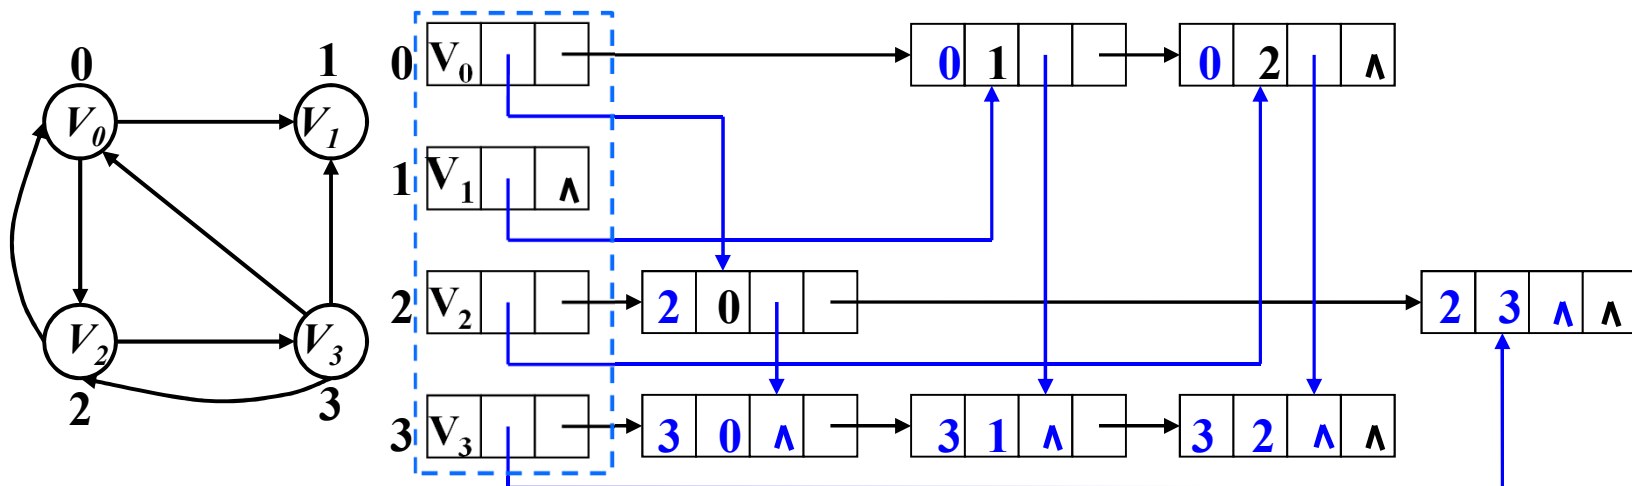 0 1
V0 V1
V2 V3
2 3
0 V0 0 1 0 2 ∧
1 V1 ∧
2 V2 2 0 2 3 ∧ ∧
3 V3 3 0 ∧ 3 1 ∧ 3 2 ∧ ∧